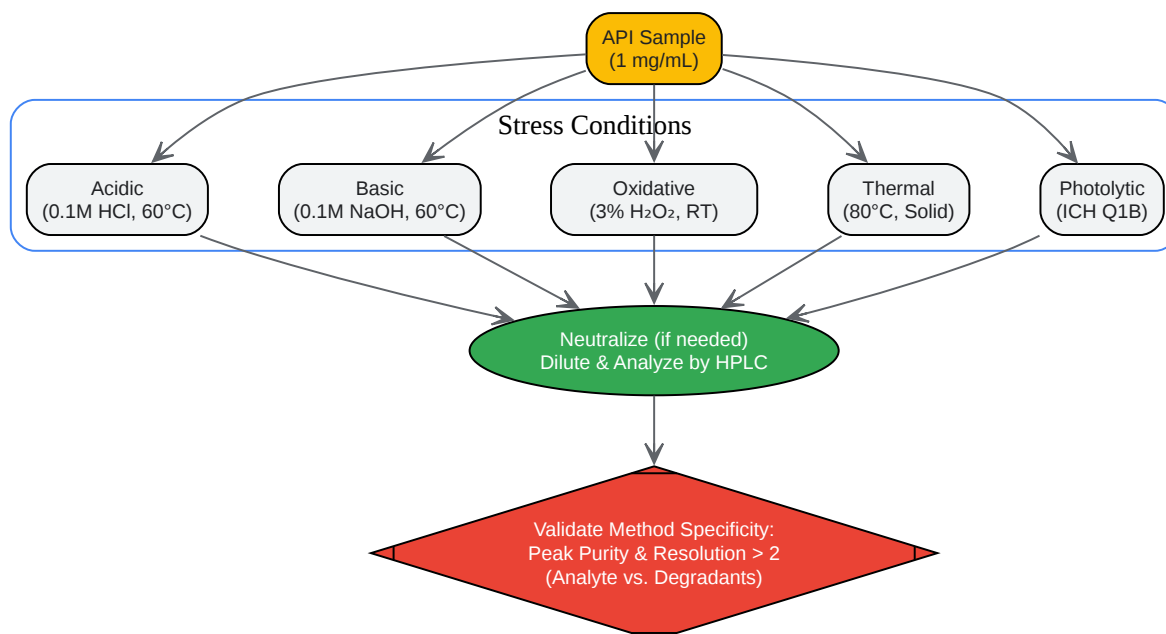 API Sample
(1 mg/mL)
Stress Conditions
Acidic
(0.1M HCl, 60°C)
Basic
(0.1M NaOH, 60°C)
Oxidative
(3% H₂O₂, RT)
Thermal
(80°C, Solid)
Photolytic
(ICH Q1B)
Neutralize (if needed)
Dilute & Analyze by HPLC
Validate Method Specificity:
Peak Purity & Resolution > 2
(Analyte vs. Degradants)